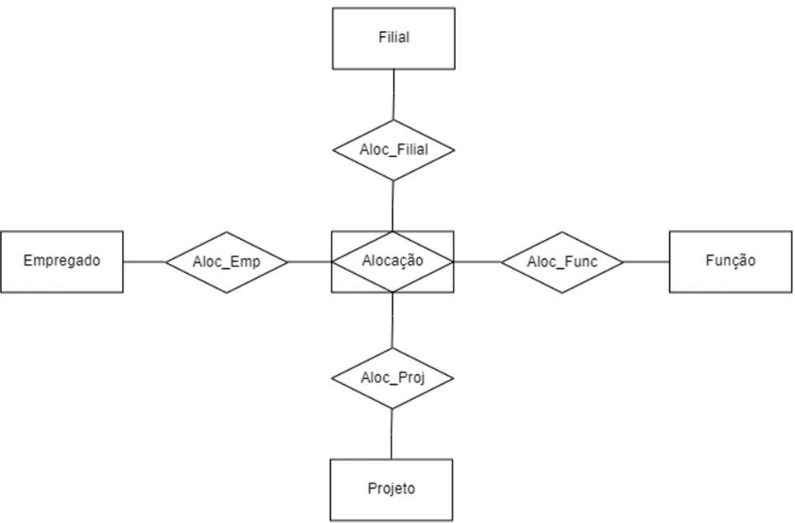 Filial
Aloc_Filial
Empregado
Aloc_Emp
Alocação
Aloc_Func
Função
Aloc_Proj
Projeto